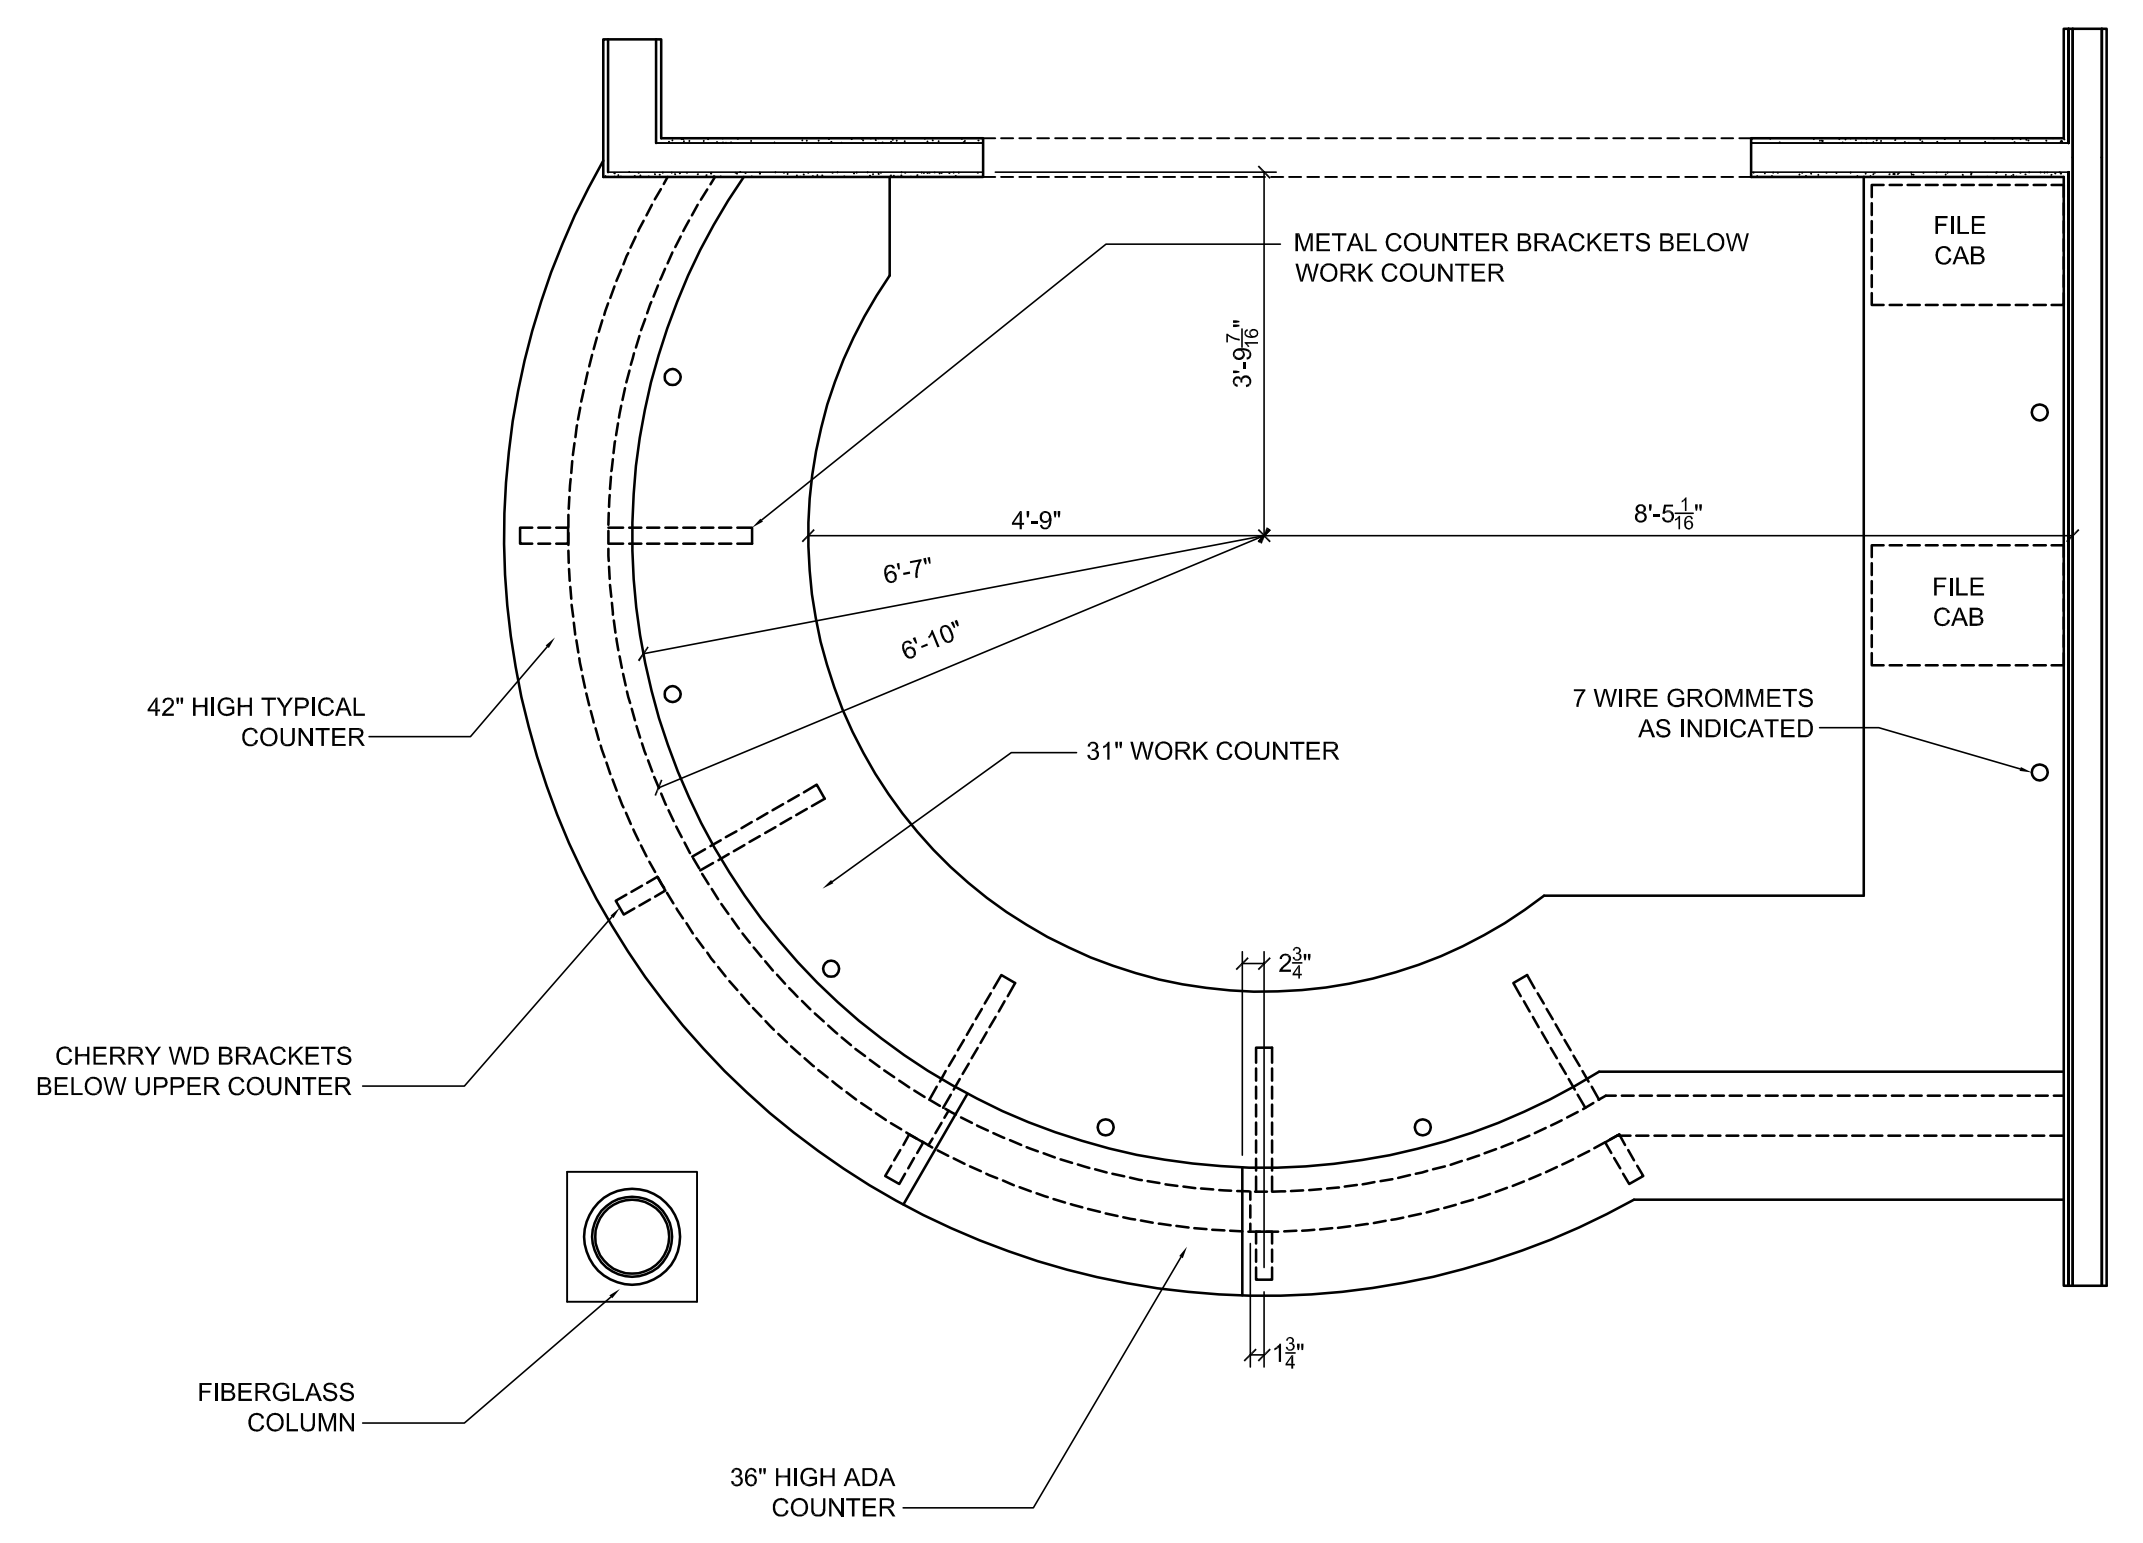 FILE
CAB
METAL COUNTER BRACKETS BELOW
WORK COUNTER
3'-9 7/16"
4'-9"
8'-5 1/16"
6'-7"
6'-10"
FILE
CAB
42" HIGH TYPICAL
COUNTER
7 WIRE GROMMETS
AS INDICATED
31" WORK COUNTER
2 3/4"
CHERRY WD BRACKETS
BELOW UPPER COUNTER
1 3/4"
FIBERGLASS
COLUMN
36" HIGH ADA
COUNTER